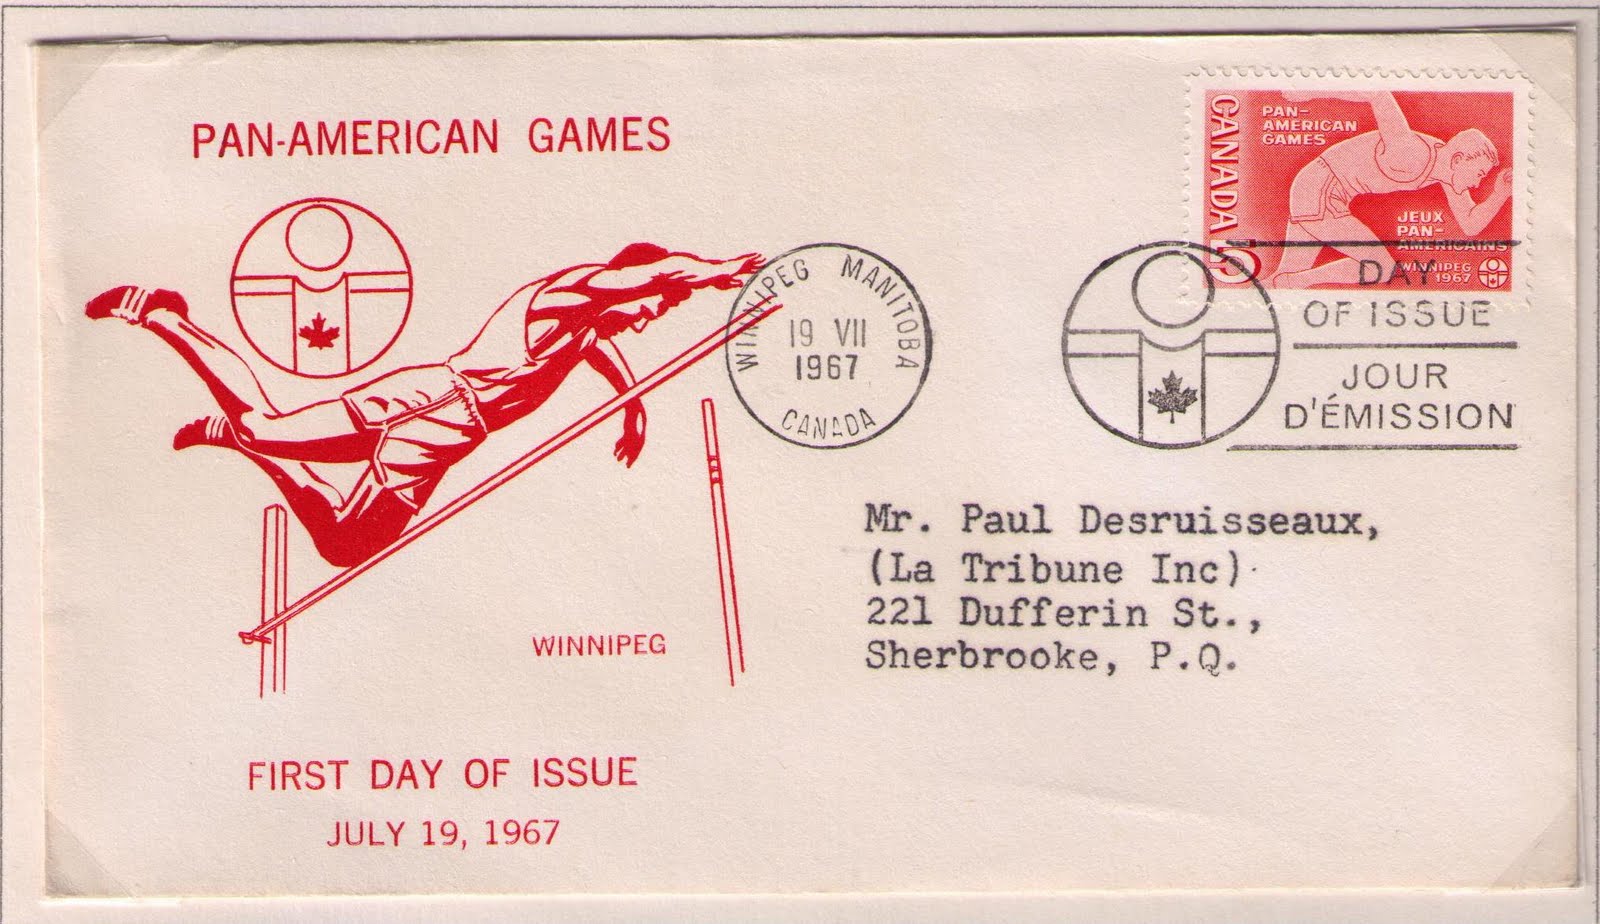 PAN-AMERICAN GAMES
CANADA
5
PAN-
AMERICAN
GAMES
JEUX
PAN-
AMERICAINS
WINNIPEG
1967
WINNIPEG MANITOBA
19 VII
1967
CANADA
DAY
OF ISSUE
JOUR
D'ÉMISSION
Mr. Paul Desruisseaux,
(La Tribune Inc)
221 Dufferin St.,
Sherbrooke, P.Q.
WINNIPEG
FIRST DAY OF ISSUE
JULY 19, 1967